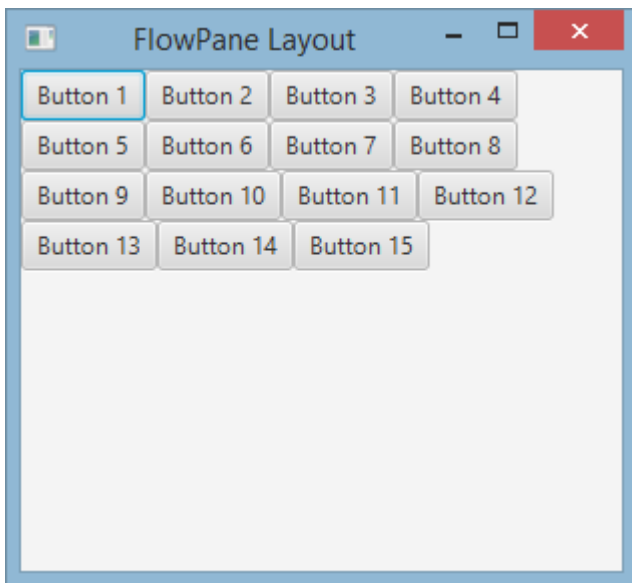 FlowPane Layout
Button 1 Button 2 Button 3 Button 4
Button 5 Button 6 Button 7 Button 8
Button 9 Button 10 Button 11 Button 12
Button 13 Button 14 Button 15